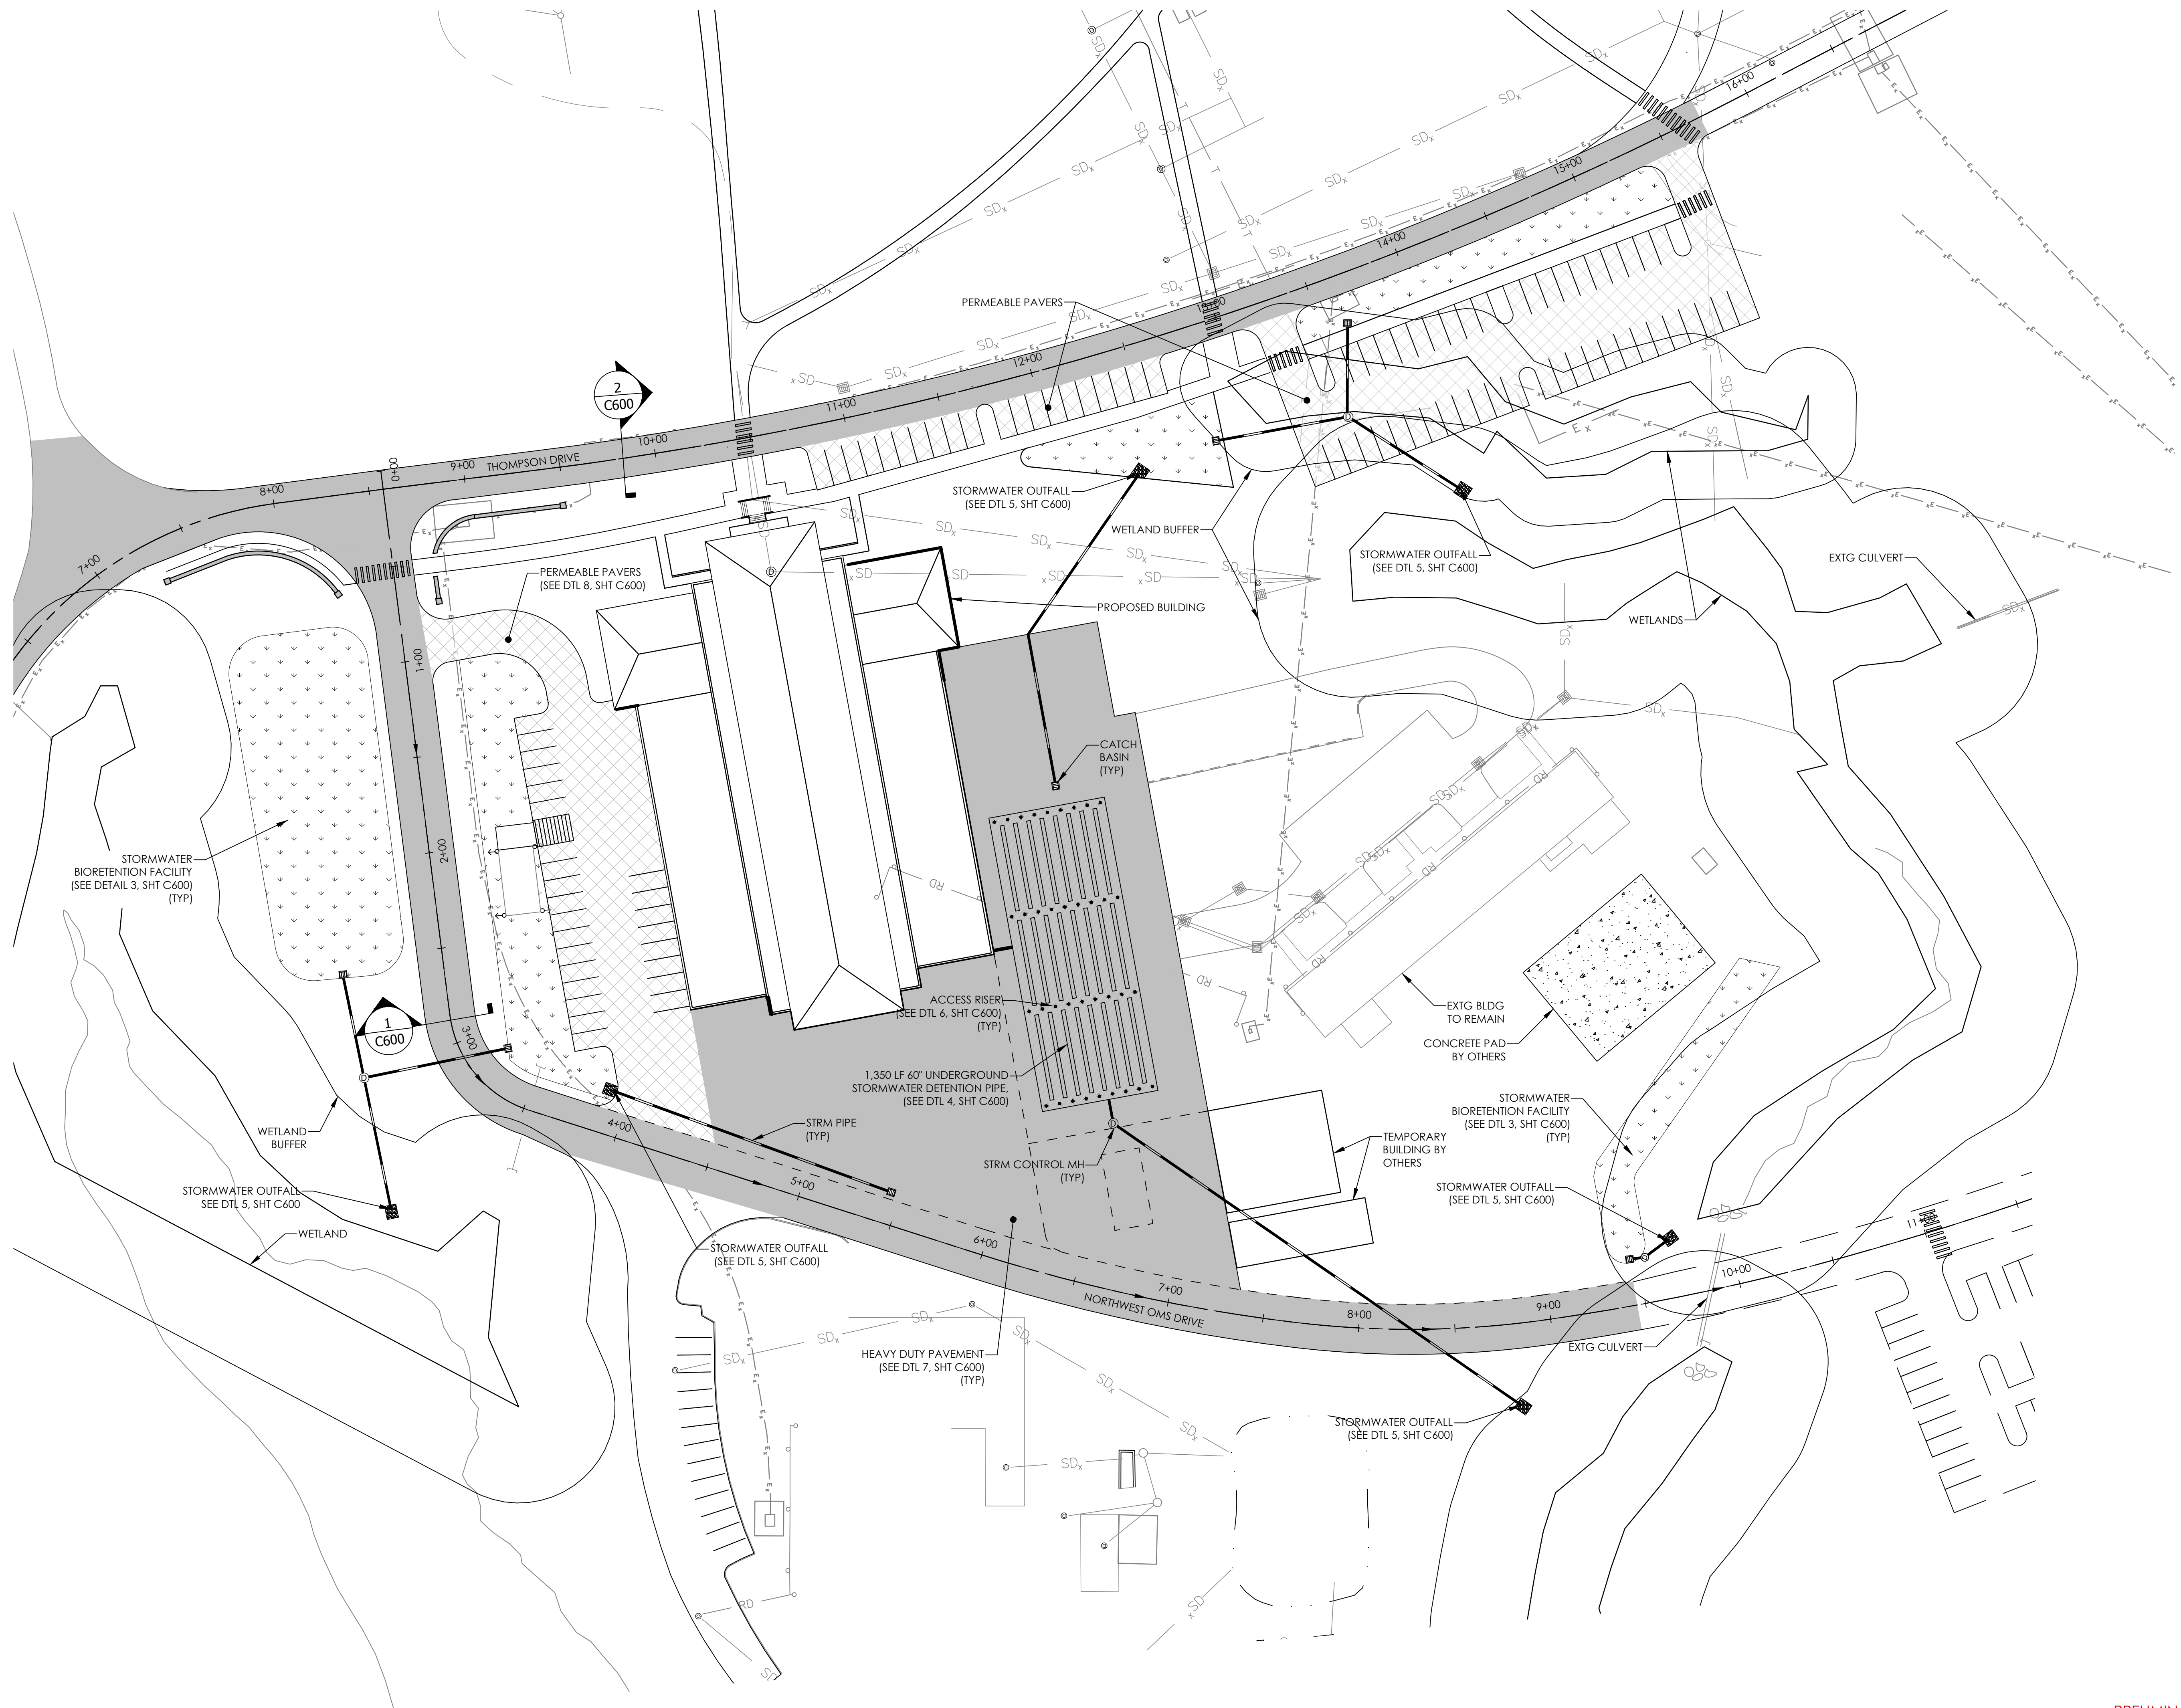 16+00
15+00
14+00
PERMEABLE PAVERS
12+00
2
C600
11+00
10+00
9+00
THOMPSON DRIVE
8+00
00+00
7+00
STORMWATER OUTFALL
(SEE DTL 5, SHT C600)
WETLAND BUFFER
STORMWATER OUTFALL
(SEE DTL 5, SHT C600)
EXTG CULVERT
PERMEABLE PAVERS
(SEE DTL 8, SHT C600)
PROPOSED BUILDING
WETLANDS
1+00
CATCH
BASIN
(TYP)
2+00
STORMWATER
BIORETENTION FACILITY
(SEE DETAIL 3, SHT C600)
(TYP)
ACCESS RISER
(SEE DTL 6, SHT C600)
(TYP)
EXTG BLDG
TO REMAIN
1
C600
3+00
CONCRETE PAD
BY OTHERS
1,350 LF 60" UNDERGROUND
STORMWATER DETENTION PIPE,
(SEE DTL 4, SHT C600)
STORMWATER
BIORETENTION FACILITY
(SEE DTL 3, SHT C600)
(TYP)
WETLAND
BUFFER
4+00
STRM PIPE
(TYP)
TEMPORARY
BUILDING BY
OTHERS
STRM CONTROL MH
(TYP)
5+00
STORMWATER OUTFALL
SEE DTL 5, SHT C600
STORMWATER OUTFALL
(SEE DTL 5, SHT C600)
WETLAND
6+00
STORMWATER OUTFALL
(SEE DTL 5, SHT C600)
10+00
7+00
8+00
9+00
NORTHWEST OMS DRIVE
HEAVY DUTY PAVEMENT
(SEE DTL 7, SHT C600)
(TYP)
EXTG CULVERT
STORMWATER OUTFALL
(SEE DTL 5, SHT C600)
SDx
Ex
RD